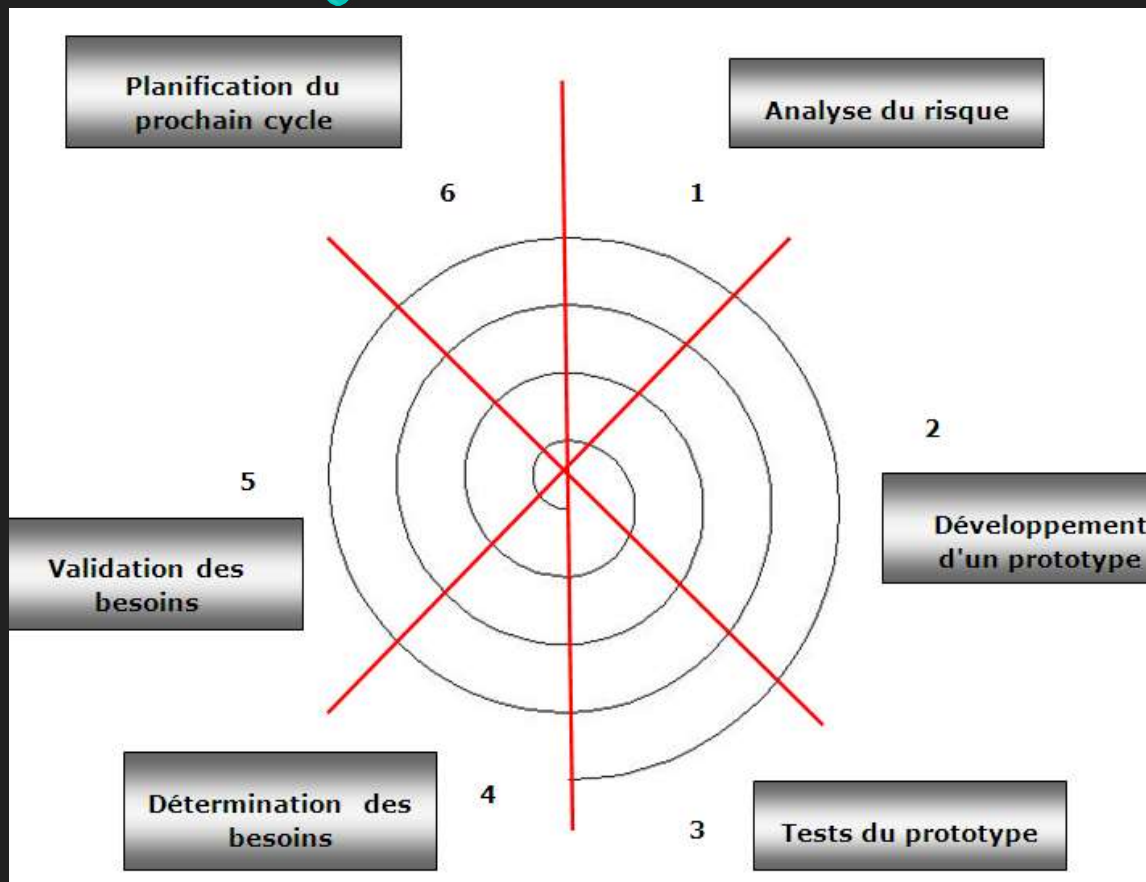 Planification du
prochain cycle
Analyse du risque
6
1
2
5
Développement
d'un prototype
Validation des
besoins
Détermination des
besoins
4
3
Tests du prototype